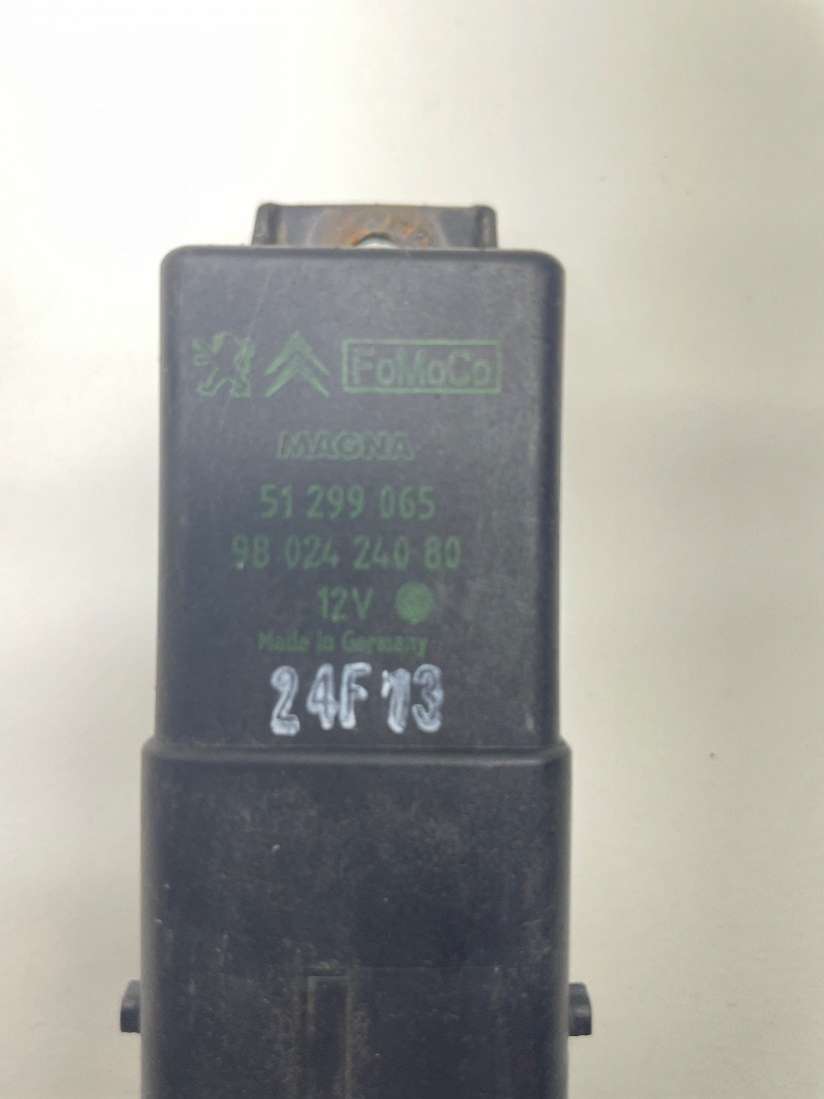 FoMoCo
MAGNA
51 299 065
98 024 240 80
12V
Made in Germany
24F13